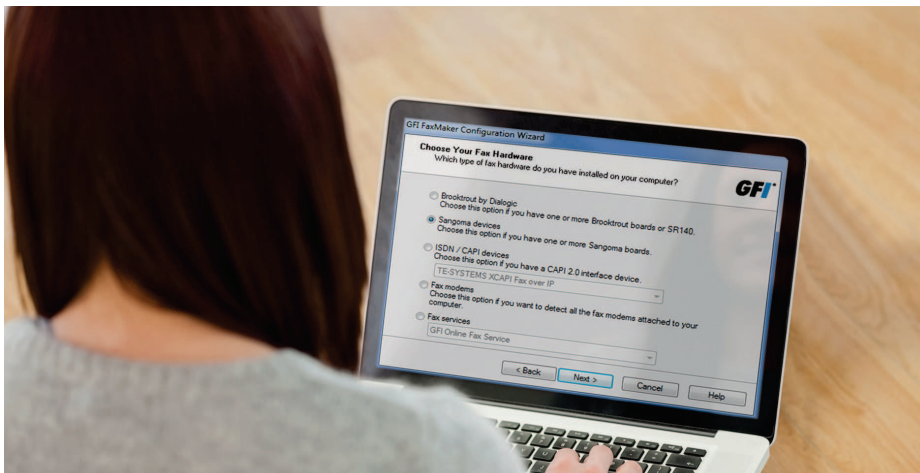 GFI FaxMaker Configuration Wizard
Choose Your Fax Hardware
Which type of fax hardware do you have installed on your computer?
GFI
Brooktrout by Dialogic
Choose this option if you have one or more Brooktrout boards or SR140.
Sangoma devices
Choose this option if you have one or more Sangoma boards.
ISDN / CAPI devices
Choose this option if you have a CAPI 2.0 interface device.
TE-SYSTEMS XCAPI Fax over IP
Fax modems
Choose this option if you want to detect all the fax modems attached to your
computer.
Fax services
GFI Online Fax Service
< Back Next > Cancel Help